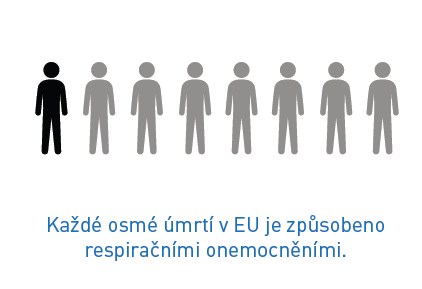 Každé osmé úmrtí v EU je způsobeno
respiračními onemocněními.